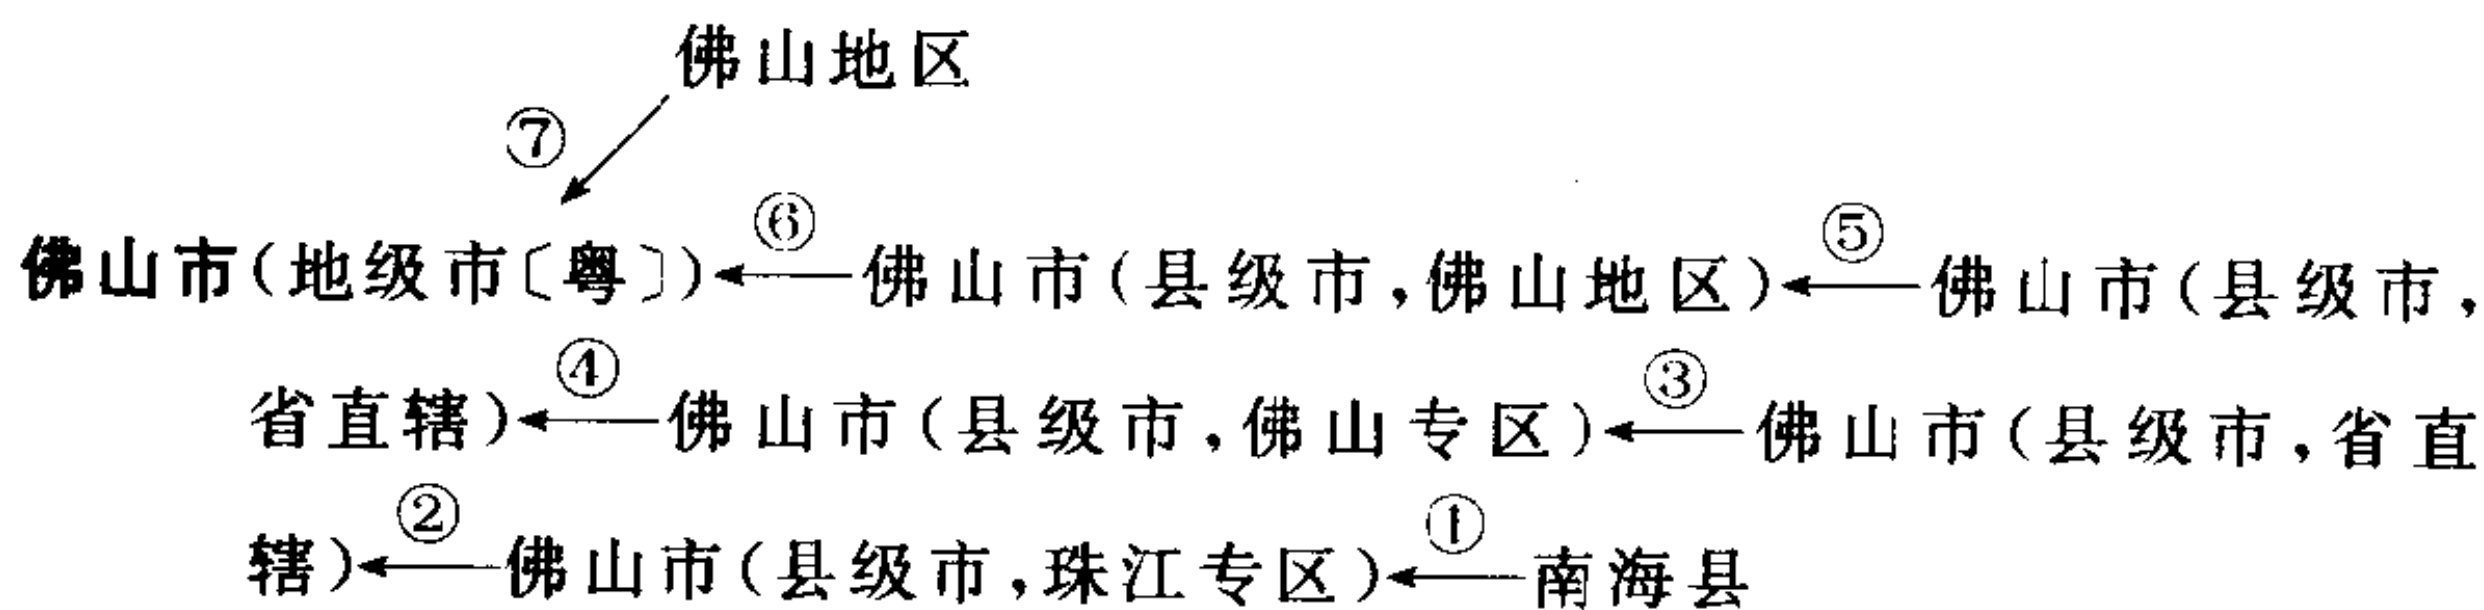 佛山地区
⑦
佛山市(地级市〔粤〕)←⑥佛山市(县级市,佛山地区)←⑤佛山市(县级市,
省直辖)←④佛山市(县级市,佛山专区)←③佛山市(县级市,省直
辖)←②佛山市(县级市,珠江专区)←①南海县